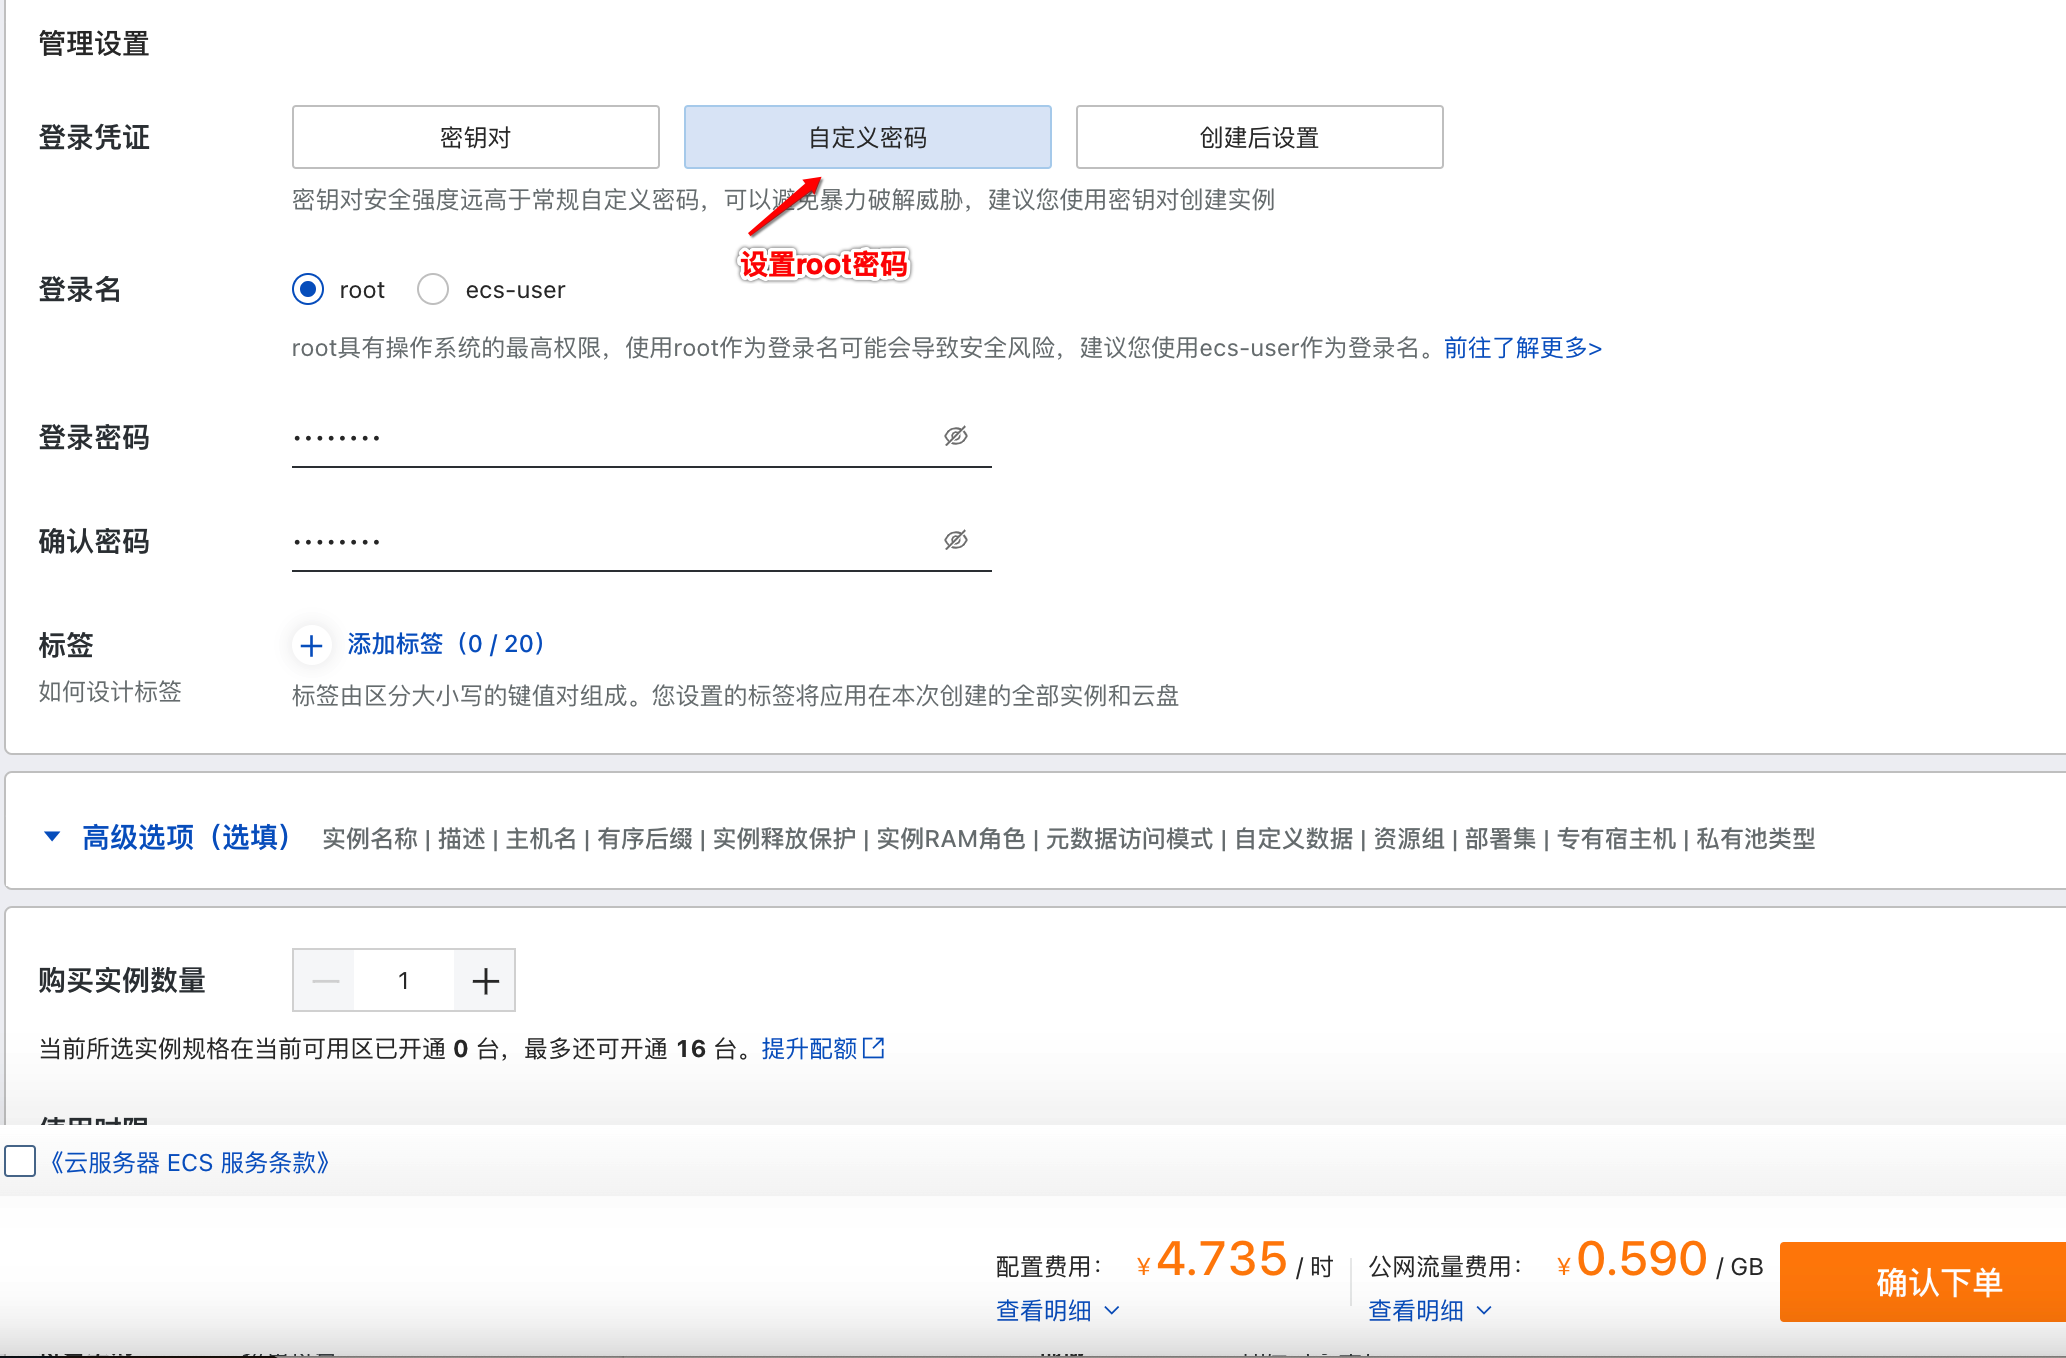 管理设置
登录凭证
密钥对
自定义密码
创建后设置
密钥对安全强度远高于常规自定义密码，可以避免暴力破解威胁，建议您使用密钥对创建实例
设置root密码
登录名
root
ecs-user
root具有操作系统的最高权限，使用root作为登录名可能会导致安全风险，建议您使用ecs-user作为登录名。前往了解更多>
登录密码
········
确认密码
········
标签
添加标签（0 / 20）
如何设计标签
标签由区分大小写的键值对组成。您设置的标签将应用在本次创建的全部实例和云盘
高级选项（选填）
实例名称 | 描述 | 主机名 | 有序后缀 | 实例释放保护 | 实例RAM角色 | 元数据访问模式 | 自定义数据 | 资源组 | 部署集 | 专有宿主机 | 私有池类型
购买实例数量
1
当前所选实例规格在当前可用区已开通 0 台，最多还可开通 16 台。提升配额
使用时限
《云服务器 ECS 服务条款》
配置费用： ¥ 4.735 / 时
公网流量费用： ¥ 0.590 / GB
确认下单
查看明细
查看明细